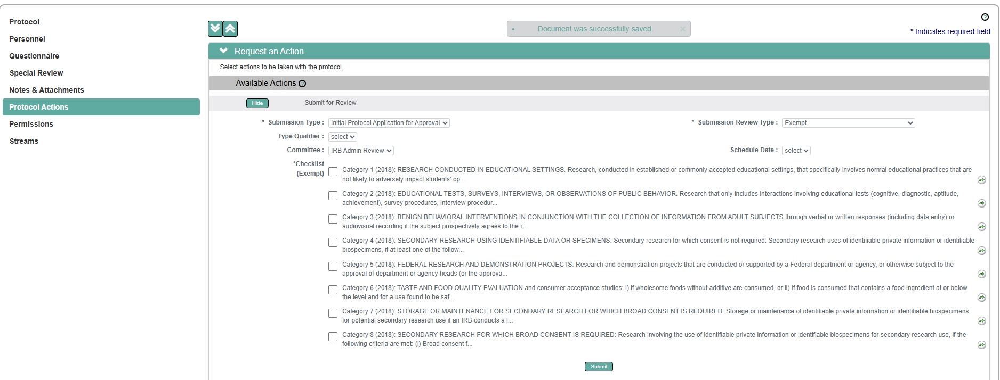 Protocol
Personnel
Questionnaire
Special Review
Notes & Attachments
Protocol Actions
Permissions
Streams
Document was successfully saved.
* Indicates required field
Request an Action
Select actions to be taken with the protocol.
Available Actions
Hide Submit for Review
* Submission Type : Initial Protocol Application for Approval * Submission Review Type : Exempt
Type Qualifier : select
Committee : IRB Admin Review Schedule Date : select
*Checklist
(Exempt)
Category 1 (2018): RESEARCH CONDUCTED IN EDUCATIONAL SETTINGS. Research, conducted in established or commonly accepted educational settings, that specifically involves normal educational practices that are
not likely to adversely impact students' op...
Category 2 (2018): EDUCATIONAL TESTS, SURVEYS, INTERVIEWS, OR OBSERVATIONS OF PUBLIC BEHAVIOR. Research that only includes interactions involving educational tests (cognitive, diagnostic, aptitude,
achievement), survey procedures, interview procedur...
Category 3 (2018): BENIGN BEHAVIORAL INTERVENTIONS IN CONJUNCTION WITH THE COLLECTION OF INFORMATION FROM ADULT SUBJECTS through verbal or written responses (including data entry) or
audiovisual recording if the subject prospectively agrees to the i...
Category 4 (2018): SECONDARY RESEARCH USING IDENTIFIABLE DATA OR SPECIMENS. Secondary research for which consent is not required: Secondary research uses of identifiable private information or identifiable
biospecimens, if at least one of the follow...
Category 5 (2018): FEDERAL RESEARCH AND DEMONSTRATION PROJECTS. Research and demonstration projects that are conducted or supported by a Federal department or agency, or otherwise subject to the
approval of department or agency heads (or the approva...
Category 6 (2018): TASTE AND FOOD QUALITY EVALUATION and consumer acceptance studies: i) if wholesome foods without additive are consumed, or ii) If food is consumed that contains a food ingredient at or below
the level and for a use found to be saf...
Category 7 (2018): STORAGE OR MAINTENANCE FOR SECONDARY RESEARCH FOR WHICH BROAD CONSENT IS REQUIRED: Storage or maintenance of identifiable private information or identifiable biospecimens
for potential secondary research use if an IRB conducts a l...
Category 8 (2018): SECONDARY RESEARCH FOR WHICH BROAD CONSENT IS REQUIRED: Research involving the use of identifiable private information or identifiable biospecimens for secondary research use, if the
following criteria are met: (i) Broad consent f...
Submit